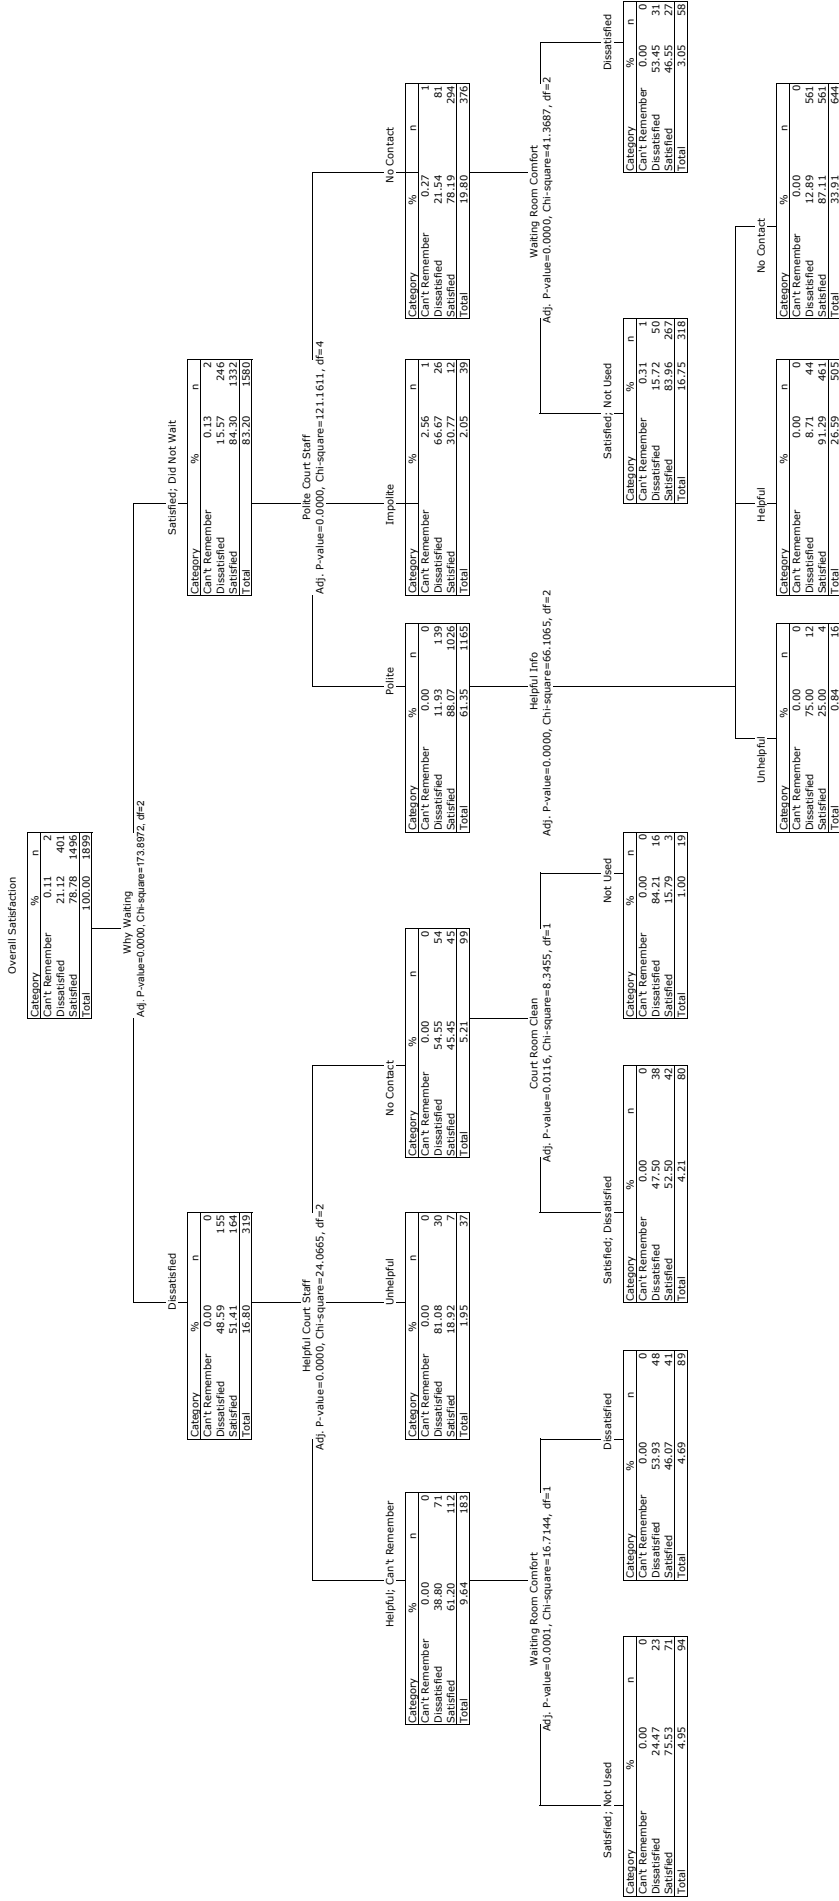 Overall Satisfaction
Category % n
Can't Remember 0.11 2
Dissatisfied 21.12 401
Satisfied 78.78 1496
Total 100.00 1899
Why Waiting
Adj. P-value=0.0000, Chi-square=173.8972, df=2
Dissatisfied
Category % n
Can't Remember 0.00 0
Dissatisfied 48.59 155
Satisfied 51.41 164
Total 16.80 319
Satisfied; Did Not Wait
Category % n
Can't Remember 0.13 2
Dissatisfied 15.57 246
Satisfied 84.30 1332
Total 83.20 1580
Helpful Court Staff
Adj. P-value=0.0000, Chi-square=24.0665, df=2
Polite Court Staff
Adj. P-value=0.0000, Chi-square=121.1611, df=4
Helpful; Can't Remember
Category % n
Can't Remember 0.00 0
Dissatisfied 38.80 71
Satisfied 61.20 112
Total 9.64 183
Unhelpful
Category % n
Can't Remember 0.00 0
Dissatisfied 81.08 30
Satisfied 18.92 7
Total 1.95 37
No Contact
Category % n
Can't Remember 0.00 0
Dissatisfied 54.55 54
Satisfied 45.45 45
Total 5.21 99
Polite
Category % n
Can't Remember 0.00 0
Dissatisfied 11.93 139
Satisfied 88.07 1026
Total 61.35 1165
Impolite
Category % n
Can't Remember 2.56 1
Dissatisfied 66.67 26
Satisfied 30.77 12
Total 2.05 39
No Contact
Category % n
Can't Remember 0.27 1
Dissatisfied 21.54 81
Satisfied 78.19 294
Total 19.80 376
Waiting Room Comfort
Adj. P-value=0.0001, Chi-square=16.7144, df=1
Court Room Clean
Adj. P-value=0.0116, Chi-square=8.3455, df=1
Helpful Info
Adj. P-value=0.0000, Chi-square=66.1065, df=2
Waiting Room Comfort
Adj. P-value=0.0000, Chi-square=41.3687, df=2
Satisfied; Not Used
Category % n
Can't Remember 0.00 0
Dissatisfied 24.47 23
Satisfied 75.53 71
Total 4.95 94
Dissatisfied
Category % n
Can't Remember 0.00 0
Dissatisfied 53.93 48
Satisfied 46.07 41
Total 4.69 89
Satisfied; Dissatisfied
Category % n
Can't Remember 0.00 0
Dissatisfied 47.50 38
Satisfied 52.50 42
Total 4.21 80
Not Used
Category % n
Can't Remember 0.00 0
Dissatisfied 84.21 16
Satisfied 15.79 3
Total 1.00 19
Satisfied; Not Used
Category % n
Can't Remember 0.31 1
Dissatisfied 15.72 50
Satisfied 83.96 267
Total 16.75 318
Dissatisfied
Category % n
Can't Remember 0.00 0
Dissatisfied 53.45 31
Satisfied 46.55 27
Total 3.05 58
Unhelpful
Category % n
Can't Remember 0.00 0
Dissatisfied 75.00 12
Satisfied 25.00 4
Total 0.84 16
Helpful
Category % n
Can't Remember 0.00 0
Dissatisfied 8.71 44
Satisfied 91.29 461
Total 26.59 505
No Contact
Category % n
Can't Remember 0.00 0
Dissatisfied 12.89 561
Satisfied 87.11 561
Total 33.91 644